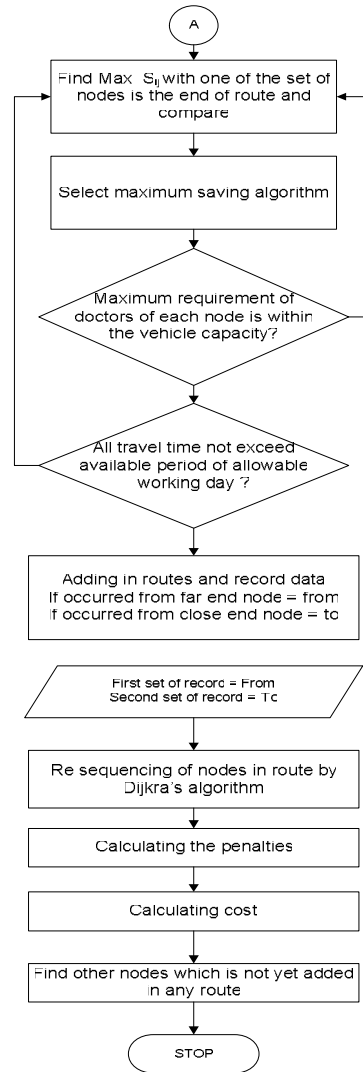 A
Find Max S_ij with one of the set of
nodes is the end of route and
compare
Select maximum saving algorithm
Maximum requirement of
doctors of each node is within
the vehicle capacity?
All travel time not exceed
available period of allowable
working day ?
Adding in routes and record data
If occurred from far end node = from
If occurred from close end node = to
First set of record = From
Second set of record = To
Re sequencing of nodes in route by
Dijkra's algorithm
Calculating the penalties
Calculating cost
Find other nodes which is not yet added
in any route
STOP